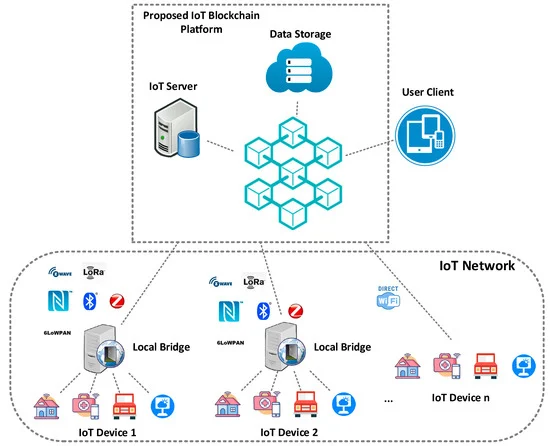 Proposed IoT Blockchain
Platform
Data Storage
IoT Server
User Client
IoT Network
WAVE
LoRa
6LoWPAN
Local Bridge
IoT Device 1
WAVE
LoRa
6LoWPAN
Local Bridge
IoT Device 2
DIRECT
WiFi
...
IoT Device n